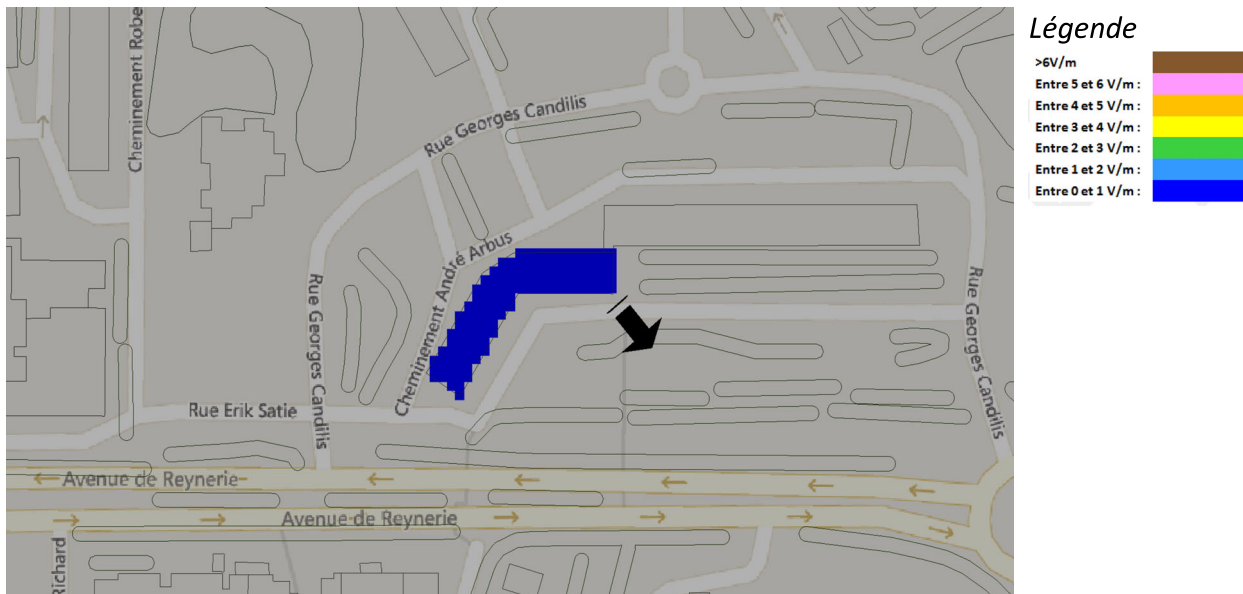 Légende
>6V/m
Entre 5 et 6 V/m :
Entre 4 et 5 V/m :
Entre 3 et 4 V/m :
Entre 2 et 3 V/m :
Entre 1 et 2 V/m :
Entre 0 et 1 V/m :
Cheminement Robe
Rue Georges Candilis
Cheminement André Arbus
Rue Georges Candilis
Rue Georges Candilis
Rue Erik Satie
Avenue de Reynerie
Avenue de Reynerie
Richard